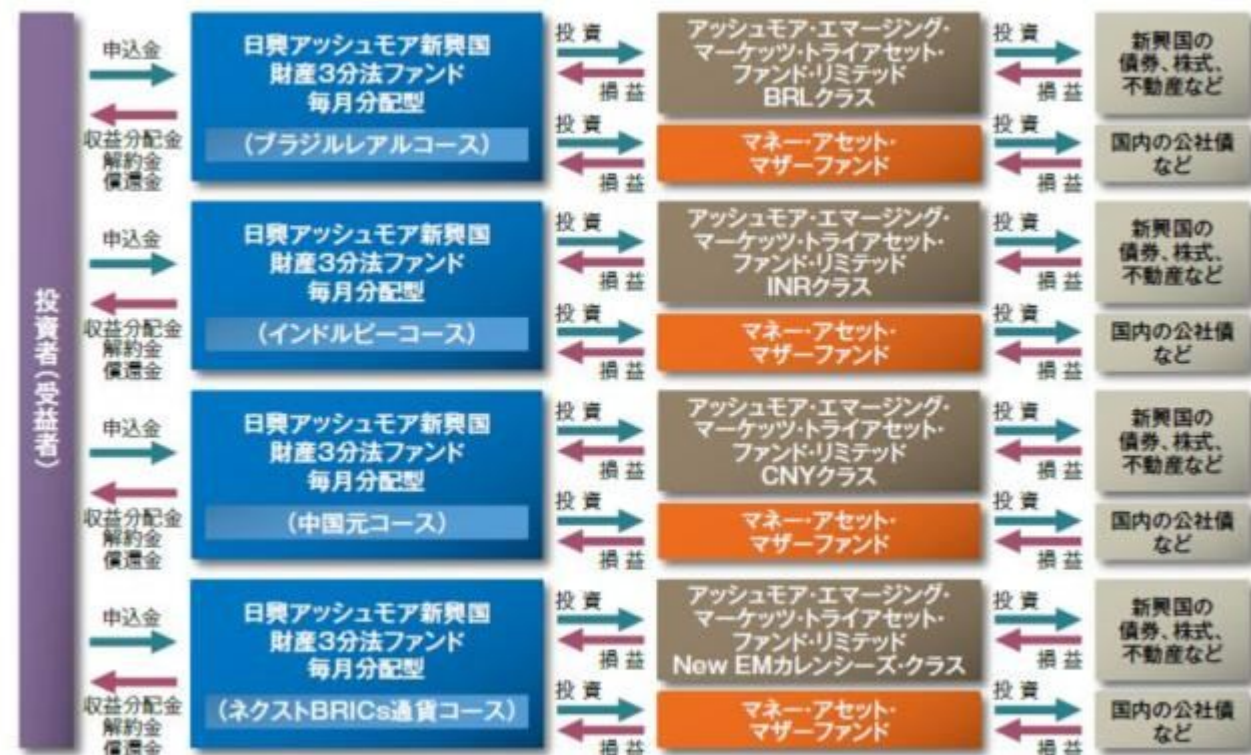 投資者(受益者)
申込金
収益分配金
解約金
償還金
日興アッシュモア新興国
財産3分法ファンド
毎月分配型
(ブラジルレアルコース)
投資
損益
アッシュモア・エマージング・
マーケッツ・トライアセット・
ファンド・リミテッド
BRLクラス
投資
損益
新興国の
債券、株式、
不動産など
投資
損益
マネー・アセット・
マザーファンド
投資
損益
国内の公社債
など
申込金
収益分配金
解約金
償還金
日興アッシュモア新興国
財産3分法ファンド
毎月分配型
(インドルピーコース)
投資
損益
アッシュモア・エマージング・
マーケッツ・トライアセット・
ファンド・リミテッド
INRクラス
投資
損益
新興国の
債券、株式、
不動産など
投資
損益
マネー・アセット・
マザーファンド
投資
損益
国内の公社債
など
申込金
収益分配金
解約金
償還金
日興アッシュモア新興国
財産3分法ファンド
毎月分配型
(中国元コース)
投資
損益
アッシュモア・エマージング・
マーケッツ・トライアセット・
ファンド・リミテッド
CNYクラス
投資
損益
新興国の
債券、株式、
不動産など
投資
損益
マネー・アセット・
マザーファンド
投資
損益
国内の公社債
など
申込金
収益分配金
解約金
償還金
日興アッシュモア新興国
財産3分法ファンド
毎月分配型
(ネクストBRICs通貨コース)
投資
損益
アッシュモア・エマージング・
マーケッツ・トライアセット・
ファンド・リミテッド
New EMカレンシーズ・クラス
投資
損益
新興国の
債券、株式、
不動産など
投資
損益
マネー・アセット・
マザーファンド
投資
損益
国内の公社債
など